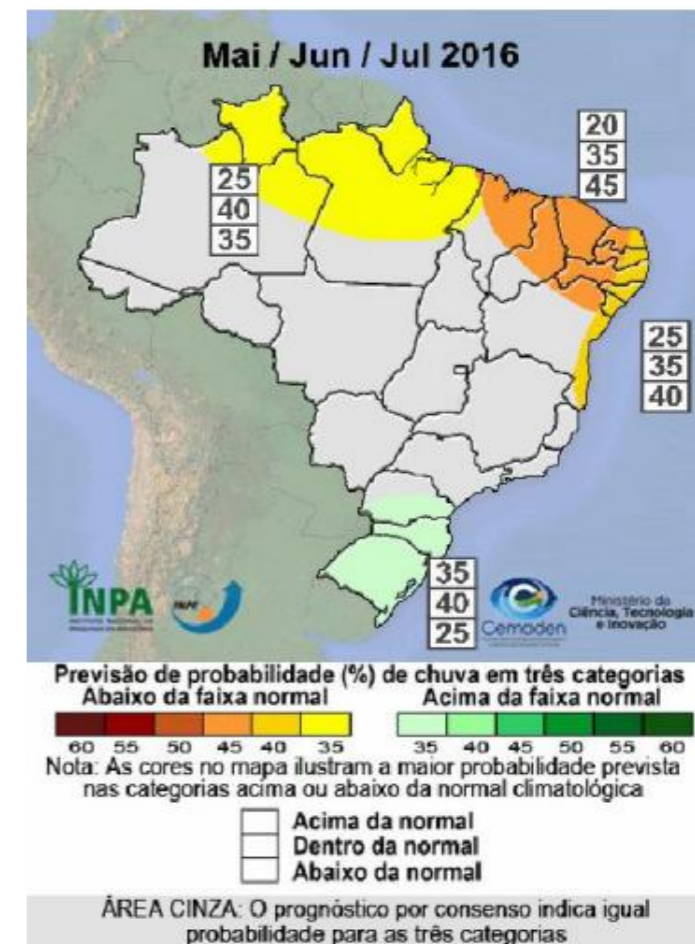 Mai / Jun / Jul 2016
20
35
45
25
40
35
25
35
40
35
40
25
INPA
INPE
Cemaden
Ministério da
Ciência, Tecnologia
e Inovação
Previsão de probabilidade (%) de chuva em três categorias
Abaixo da faixa normal
Acima da faixa normal
60 55 50 45 40 35
35 40 45 50 55 60
Nota: As cores no mapa ilustram a maior probabilidade prevista
nas categorias acima ou abaixo da normal climatológica
Acima da normal
Dentro da normal
Abaixo da normal
ÁREA CINZA: O prognóstico por consenso indica igual
probabilidade para as três categorias